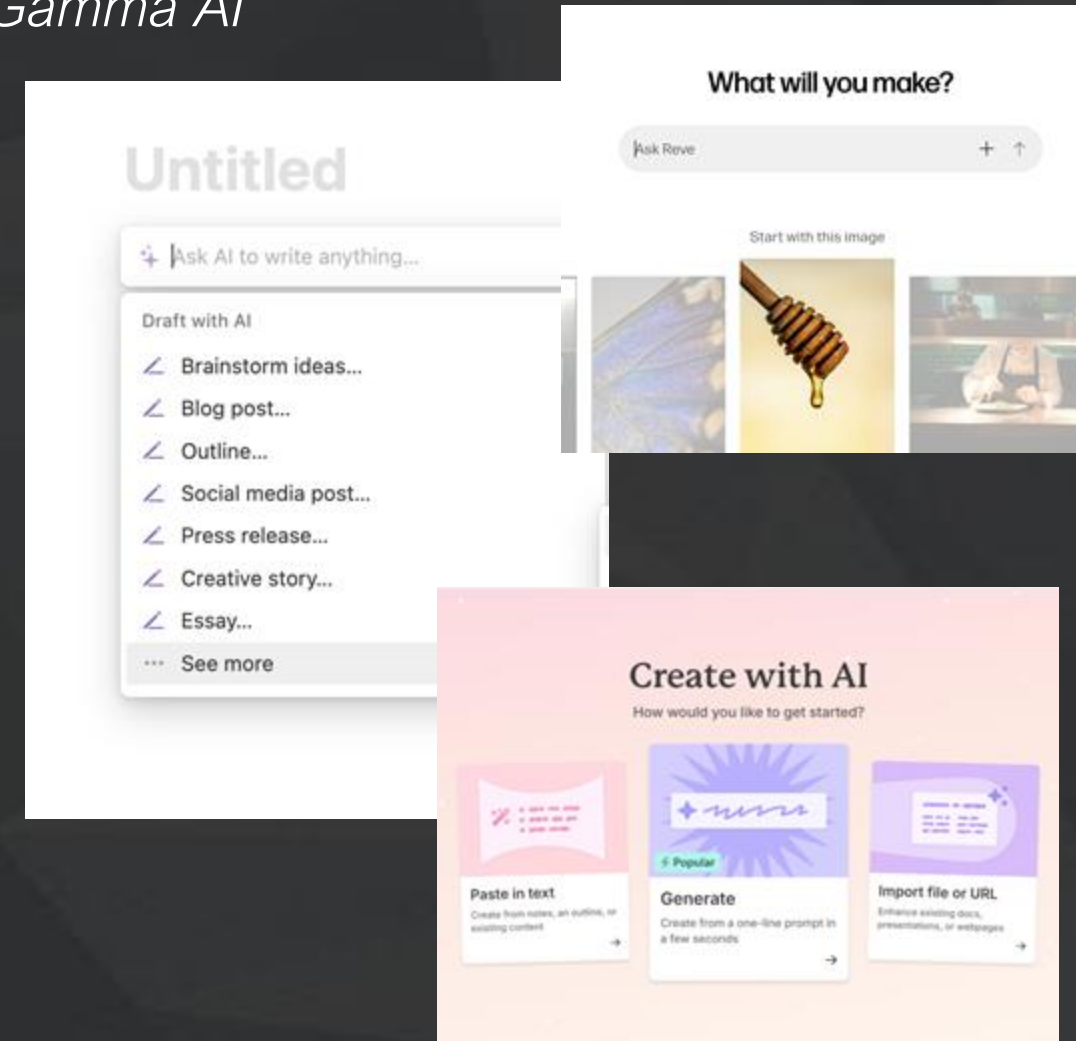 Gamma AI
Untitled
Ask AI to write anything...
Draft with AI
Brainstorm ideas...
Blog post...
Outline...
Social media post...
Press release...
Creative story...
Essay...
See more
What will you make?
Ask Reve
Start with this image
Create with AI
How would you like to get started?
Paste in text
Create from notes, an outline, or
existing content
Popular
Generate
Create from a one-line prompt in
a few seconds
Import file or URL
Enhance existing docs,
presentations, or webpages